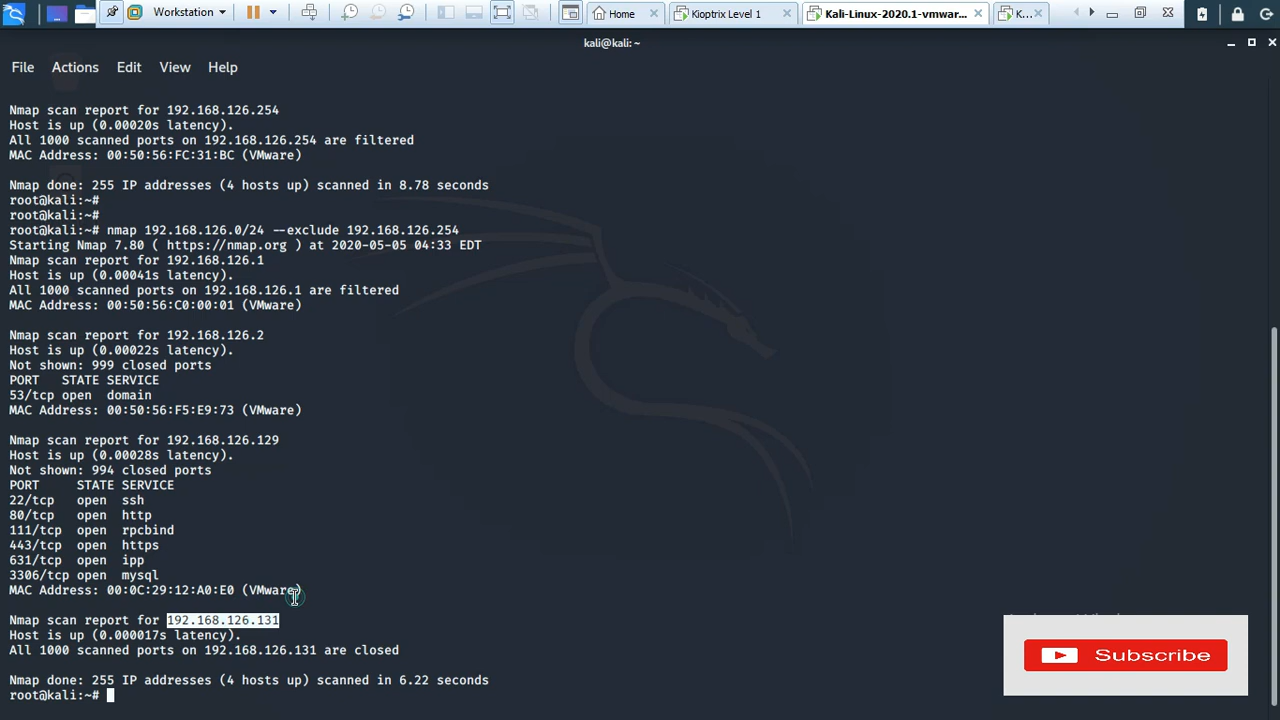 Workstation
Home
Kioptrix Level 1
Kali-Linux-2020.1-vmwar...
K...
kali@kali: ~
File Actions Edit View Help
Nmap scan report for 192.168.126.254
Host is up (0.00020s latency).
All 1000 scanned ports on 192.168.126.254 are filtered
MAC Address: 00:50:56:FC:31:BC (VMware)
Nmap done: 255 IP addresses (4 hosts up) scanned in 8.78 seconds
root@kali:~#
root@kali:~#
root@kali:~# nmap 192.168.126.0/24 --exclude 192.168.126.254
Starting Nmap 7.80 ( https://nmap.org ) at 2020-05-05 04:33 EDT
Nmap scan report for 192.168.126.1
Host is up (0.00041s latency).
All 1000 scanned ports on 192.168.126.1 are filtered
MAC Address: 00:50:56:C0:00:01 (VMware)
Nmap scan report for 192.168.126.2
Host is up (0.00022s latency).
Not shown: 999 closed ports
PORT STATE SERVICE
53/tcp open domain
MAC Address: 00:50:56:F5:E9:73 (VMware)
Nmap scan report for 192.168.126.129
Host is up (0.00028s latency).
Not shown: 994 closed ports
PORT STATE SERVICE
22/tcp open ssh
80/tcp open http
111/tcp open rpcbind
443/tcp open https
631/tcp open ipp
3306/tcp open mysql
MAC Address: 00:0C:29:12:A0:E0 (VMware)
Nmap scan report for 192.168.126.131
Host is up (0.000017s latency).
All 1000 scanned ports on 192.168.126.131 are closed
Nmap done: 255 IP addresses (4 hosts up) scanned in 6.22 seconds
root@kali:~#
Subscribe